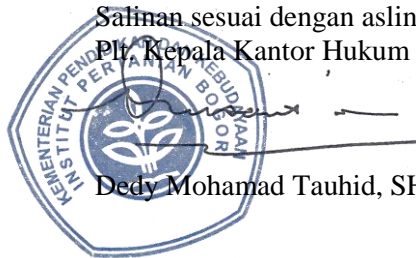 Salinan sesuai dengan aslin
Plt. Kepala Kantor Hukum
KEMENTERIAN PENDIDIKAN DAN KEBUDAYAAN
INSTITUT PERTANIAN BOGOR
Dedy Mohamad Tauhid, SH